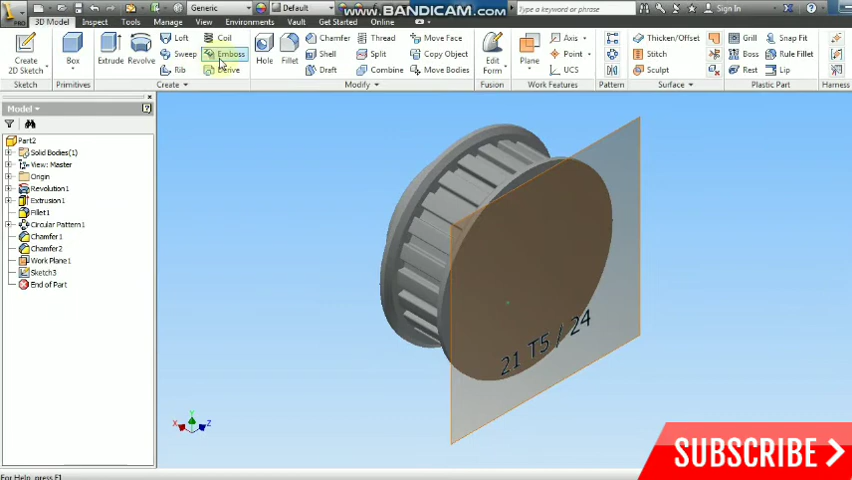 PRO
Generic
Default
www.BANDICAM.com
Type a keyword or phrase
Sign In
3D Model Inspect Tools Manage View Environments Vault Get Started Online
Create 2D Sketch
Sketch
Box
Primitives
Extrude Revolve
Loft Coil
Sweep Emboss
Rib Derive
Create
Hole Fillet
Chamfer Thread Move Face
Shell Split Copy Object
Draft Combine Move Bodies
Modify
Edit Form
Fusion
Plane
Axis
Point
UCS
Work Features
Pattern
Thicken/Offset
Stitch
Sculpt
Surface
Grill Snap Fit
Boss Rule Fillet
Rest Lip
Plastic Part
Harness
Model
Part2
Solid Bodies(1)
View: Master
Origin
Revolution1
Extrusion1
Fillet1
Circular Pattern1
Chamfer1
Chamfer2
Work Plane1
Sketch3
End of Part
21 T5 / 24
X Y Z
SUBSCRIBE
For Help, press F1